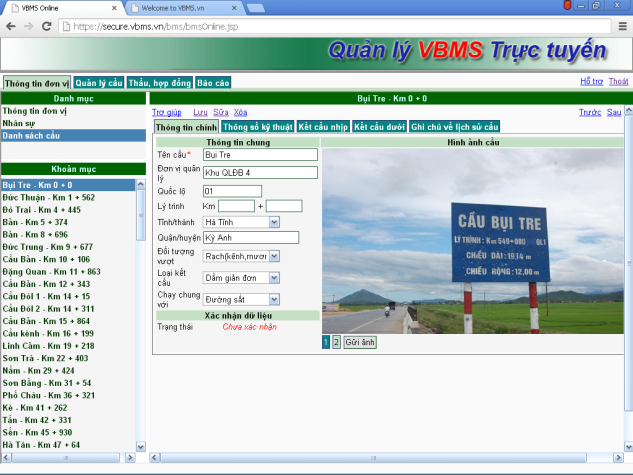 VBMS Online
Welcome to VBMS.vn
https://secure.vbms.vn/bms/bmsOnline.jsp
Quản lý VBMS Trực tuyến
Thông tin đơn vị Quản lý cầu Thầu, hợp đồng Báo cáo
Hỗ trợ Thoát
Danh mục
Thông tin đơn vị
Nhân sự
Danh sách cầu
Khoản mục
Bụi Tre - Km 0 + 0
Đức Thuận - Km 1 + 562
Đò Trai - Km 4 + 445
Bàn - Km 5 + 374
Bàn - Km 8 + 696
Đức Trung - Km 9 + 677
Cầu Bàn - Km 10 + 106
Đặng Quan - Km 11 + 863
Cầu Bàn - Km 12 + 343
Cầu Đôi 1 - Km 14 + 15
Cầu Đôi 2 - Km 14 + 311
Cầu Bàn - Km 15 + 864
Cầu kênh - Km 16 + 199
Linh Cảm - Km 19 + 218
Sơn Trà - Km 22 + 403
Nầm - Km 29 + 424
Sơn Bằng - Km 31 + 54
Phố Châu - Km 36 + 321
Kè - Km 41 + 262
Tần - Km 42 + 331
Sến - Km 45 + 930
Hà Tân - Km 47 + 64
Bụi Tre - Km 0 + 0
Trợ giúp Lưu Sửa Xóa
Trước Sau
Thông tin chính Thông số kỹ thuật Kết cấu nhịp Kết cấu dưới Ghi chú về lịch sử cầu
Thông tin chung
Tên cầu* Bụi Tre
Đơn vị quản lý Khu QLĐB 4
Quốc lộ 01
Lý trình Km +
Tỉnh/thành Hà Tĩnh
Quận/huyện Kỳ Anh
Đối tượng vượt Rạch(kênh,mươn
Loại kết cấu Dầm giản đơn
Chạy chung với Đường sắt
Xác nhận dữ liệu
Trạng thái Chưa xác nhận
Hình ảnh cầu
CẦU BỤI TRE
LÝ TRÌNH: Km 549+080 QL1
CHIỀU DÀI: 19,14 m
CHIỀU RỘNG: 12,00 m
1 2 Gửi ảnh